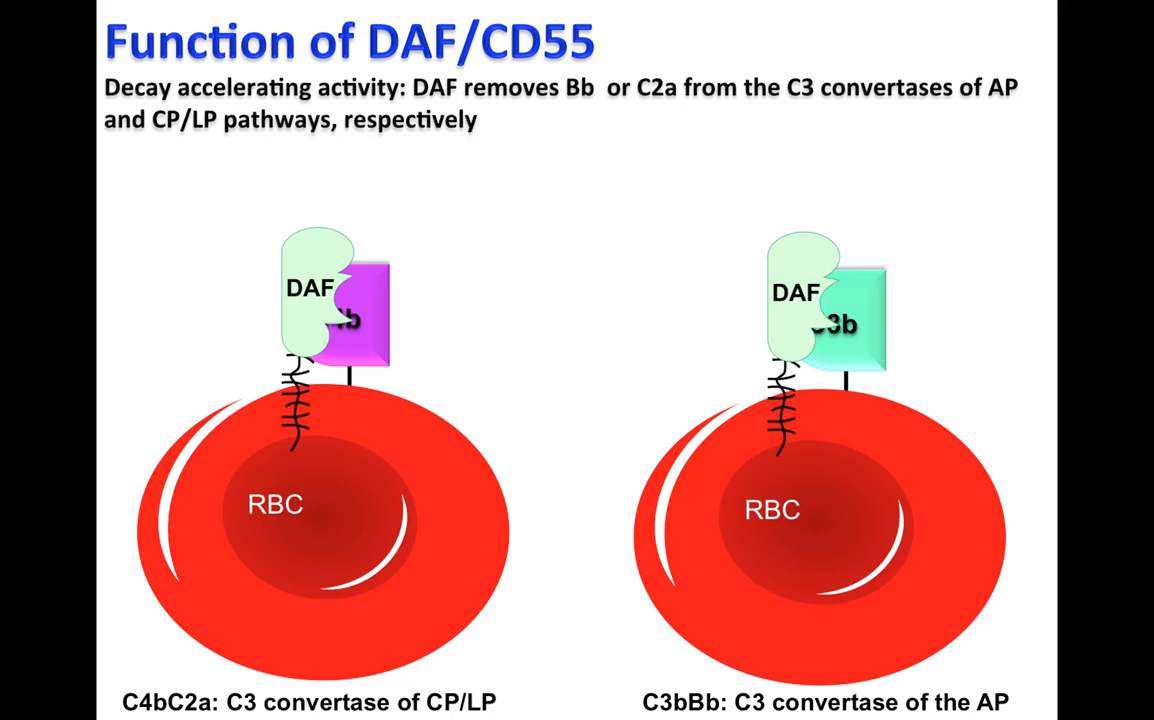 Function of DAF/CD55
Decay accelerating activity: DAF removes Bb or C2a from the C3 convertases of AP
and CP/LP pathways, respectively
DAF
DAF
RBC
RBC
C4bC2a: C3 convertase of CP/LP
C3bBb: C3 convertase of the AP